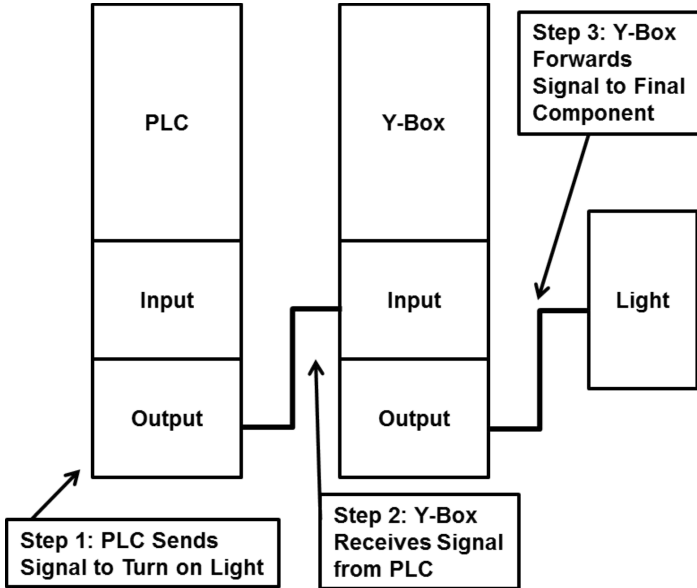 PLC
Input
Output
Y-Box
Input
Output
Light
Step 1: PLC Sends
Signal to Turn on Light
Step 2: Y-Box
Receives Signal
from PLC
Step 3: Y-Box
Forwards
Signal to Final
Component